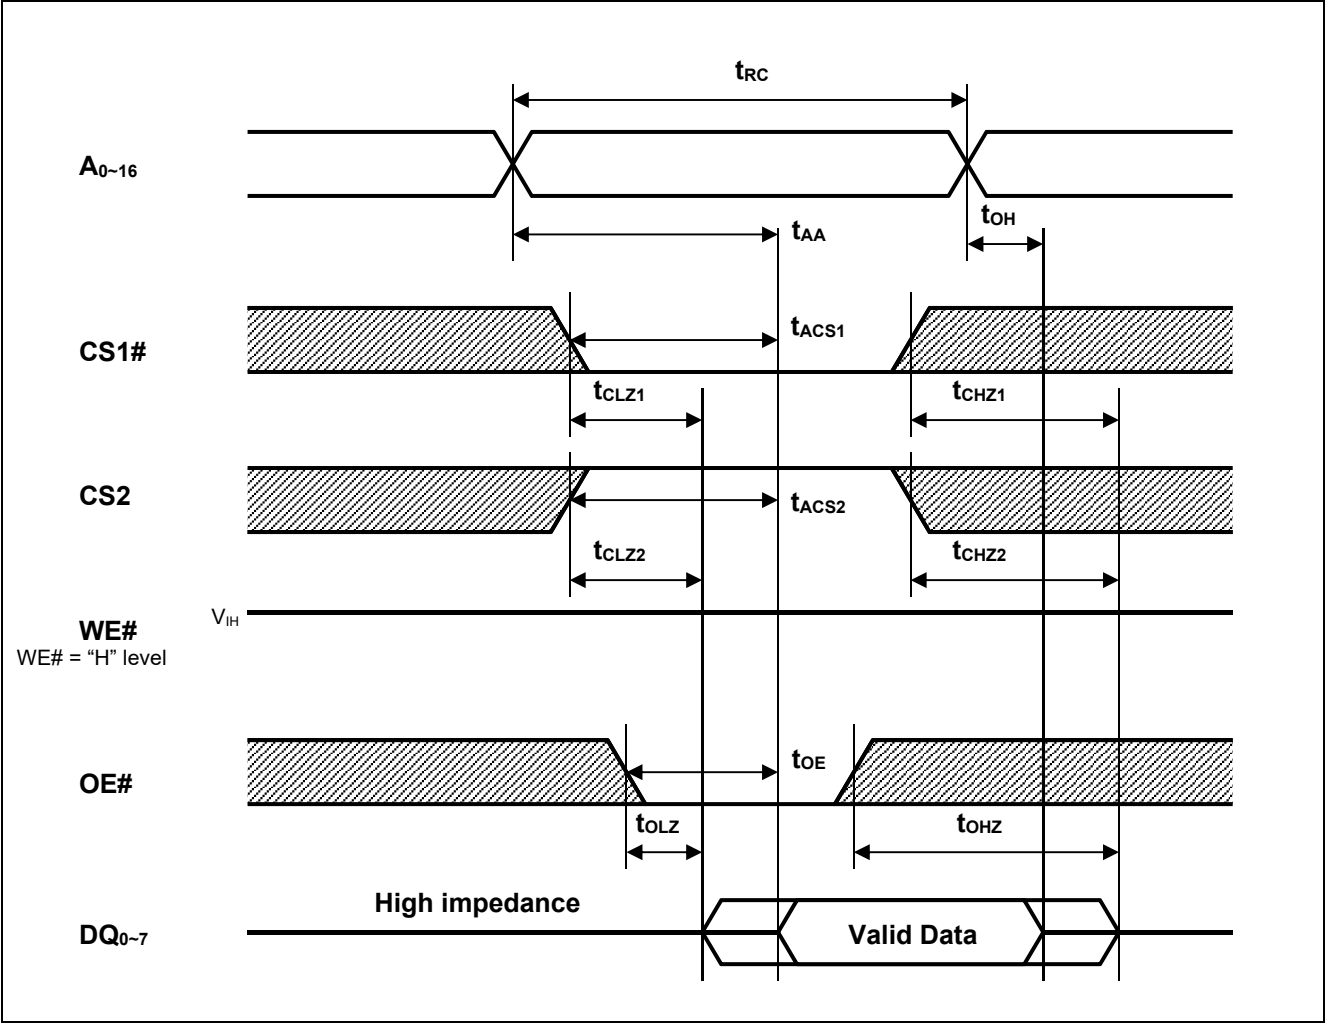 tRC
A0~16
tOH
tAA
tACS1
CS1#
tCLZ1
tCHZ1
CS2
tACS2
tCLZ2
tCHZ2
VIH
WE#
WE# = “H” level
tOE
OE#
tOLZ
tOHZ
High impedance
DQ0~7
Valid Data